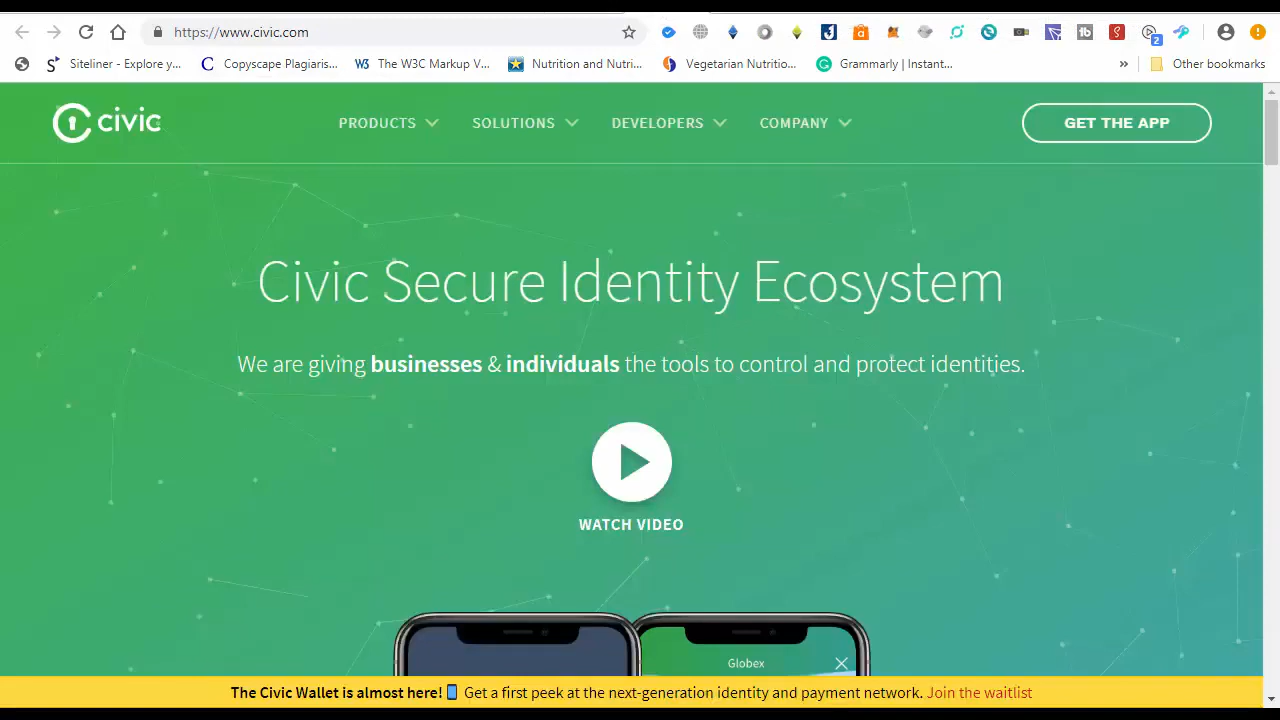 https://www.civic.com
2
Siteliner - Explore y...
Copyscape Plagiaris...
W3 The W3C Markup V...
Nutrition and Nutri...
Vegetarian Nutritio...
Grammarly | Instant...
»
Other bookmarks
civic
PRODUCTS
SOLUTIONS
DEVELOPERS
COMPANY
GET THE APP
Civic Secure Identity Ecosystem
We are giving businesses & individuals the tools to control and protect identities.
WATCH VIDEO
Globex
The Civic Wallet is almost here! Get a first peek at the next-generation identity and payment network. Join the waitlist